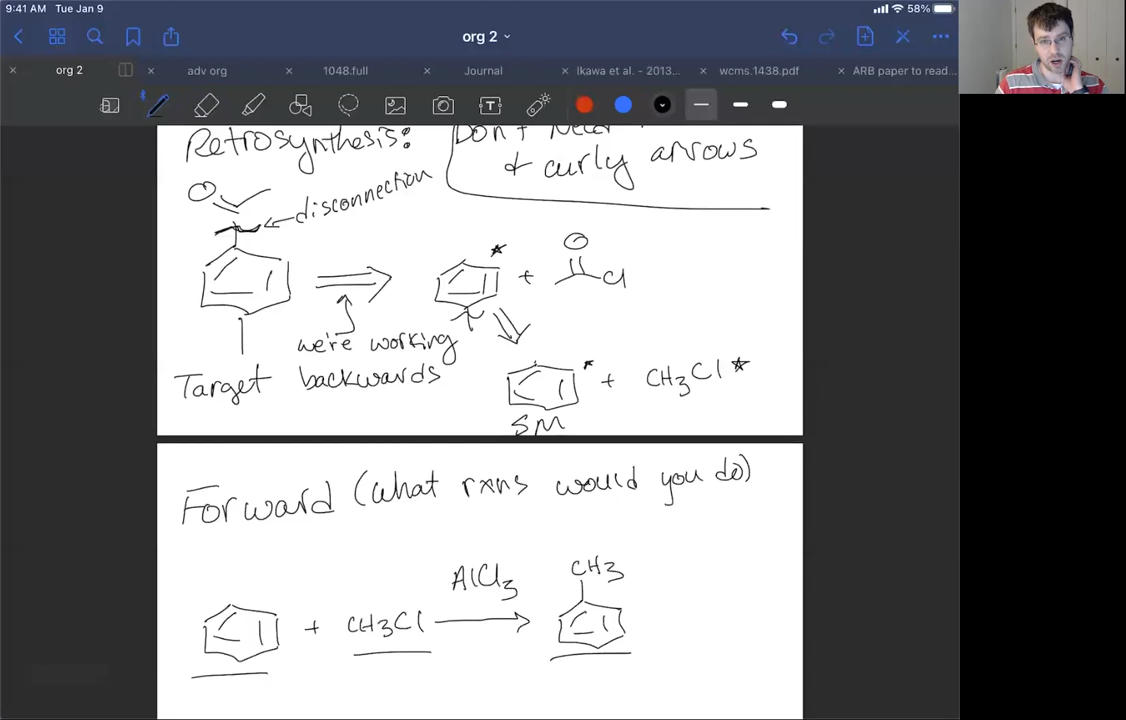 9:41 AM Tue Jan 9
58%
org 2
org 2
adv org
1048.full
Journal
Ikawa et al. - 2013...
wcms.1438.pdf
ARB paper to read...
Retrosynthesis:
Don't
& curly arrows
O
disconnection
O
+ Cl
we're working
backwards
Target
+ CH3Cl
SM
Forward (what rxns would you do)
AlCl3
CH3
+ CH3Cl